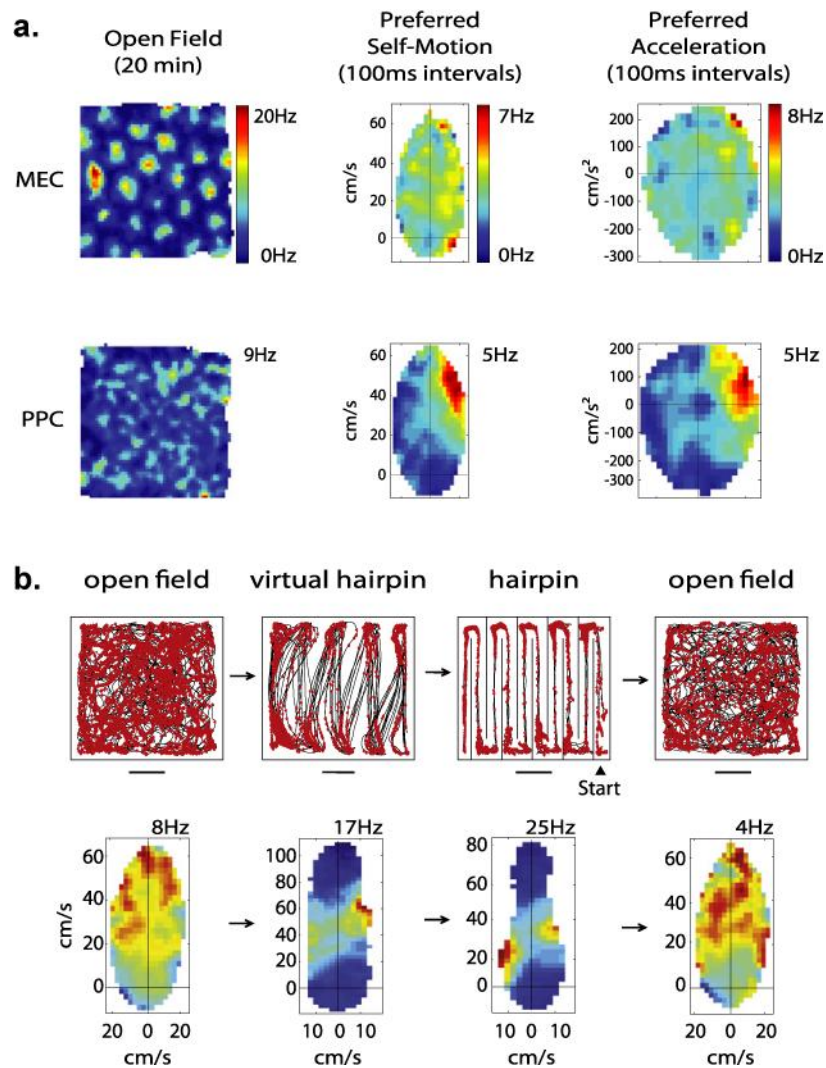 a.
Open Field
(20 min)
Preferred
Self-Motion
(100ms intervals)
Preferred
Acceleration
(100ms intervals)
MEC
20Hz
0Hz
cm/s
60
40
20
0
7Hz
0Hz
cm/s²
200
100
0
-100
-200
-300
8Hz
0Hz
PPC
9Hz
cm/s
60
40
20
0
5Hz
cm/s²
200
100
0
-100
-200
-300
5Hz
b.
open field
virtual hairpin
hairpin
open field
Start
8Hz
17Hz
25Hz
4Hz
cm/s
60
40
20
0
20 0 20
cm/s
100
80
60
40
20
0
10 0 10
cm/s
80
60
40
20
0
10 0 10
cm/s
60
40
20
0
20 0 20
cm/s